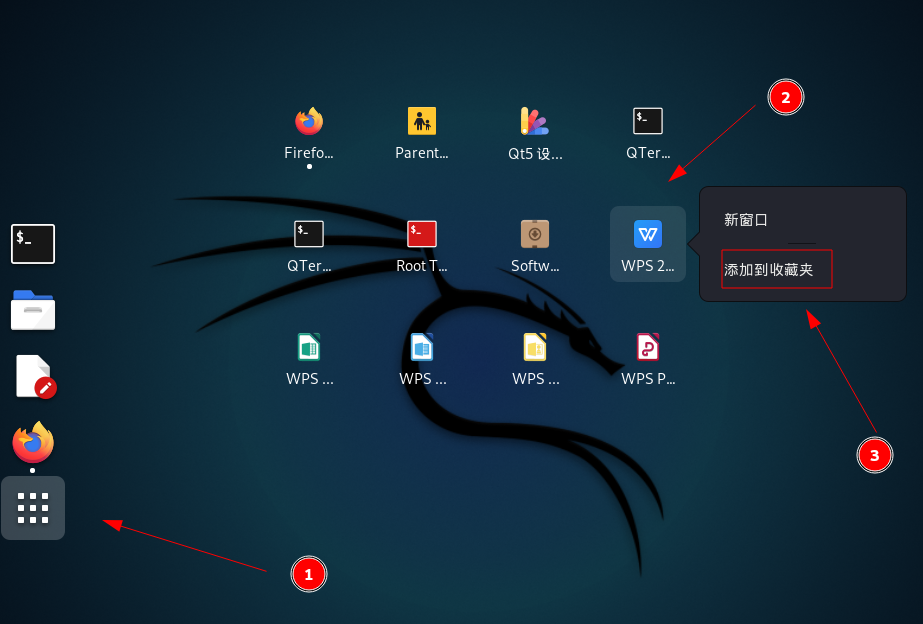 Firefo...
Parent...
Qt5 设...
QTer...
2
$_
QTer...
Root T...
Softw...
WPS 2...
新窗口
添加到收藏夹
WPS ...
WPS ...
WPS ...
WPS P...
3
1